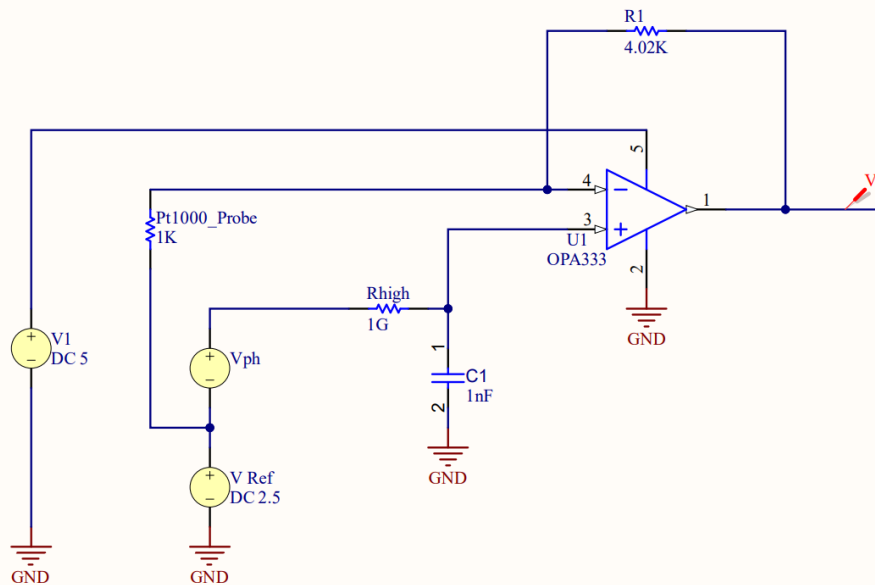 R1
4.02K
5
4
Pt1000_Probe
1K
3
1
V
U1
OPA333
2
Rhigh
1G
GND
V1
DC 5
Vph
1
C1
1nF
2
GND
V Ref
DC 2.5
GND
GND